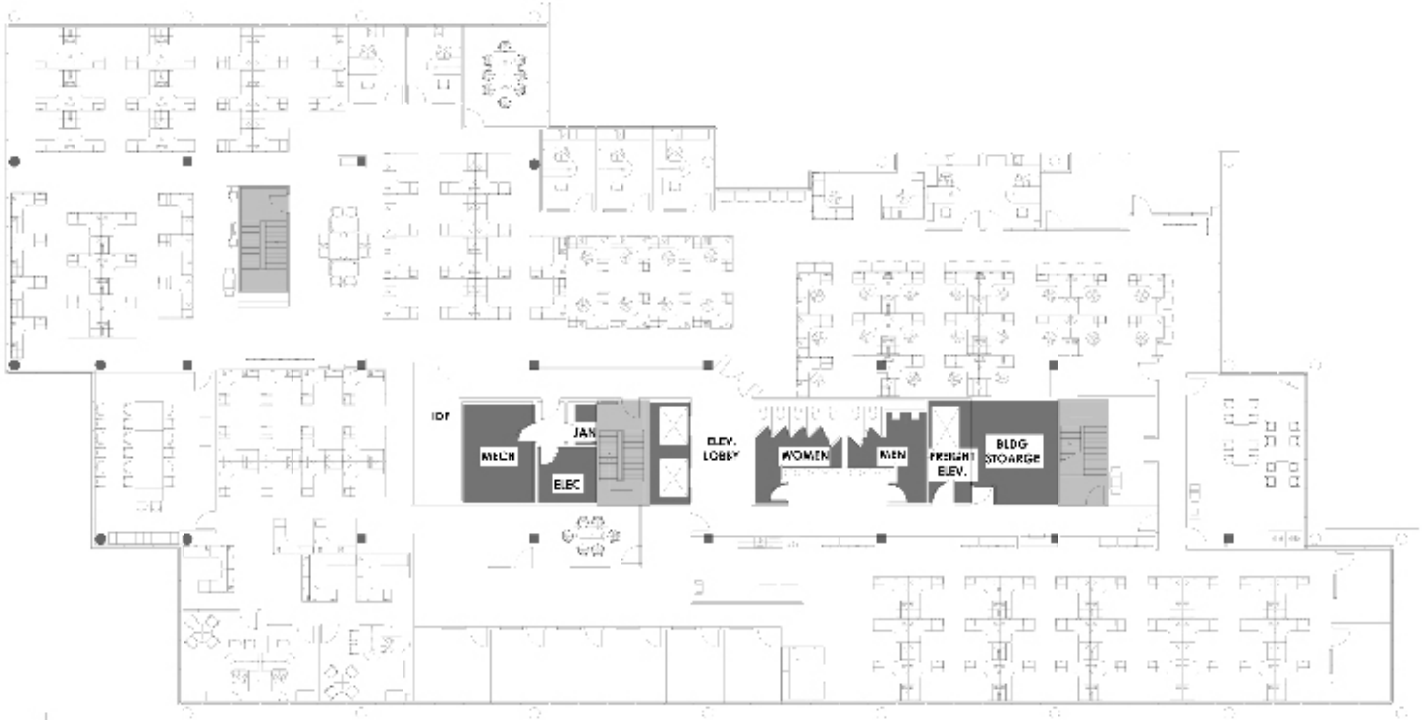 IDF
JAN
MECH
ELEC
ELEV.
LOBBY
WOMEN
MEN
FREIGHT
ELEV.
BLDG
STOARGE